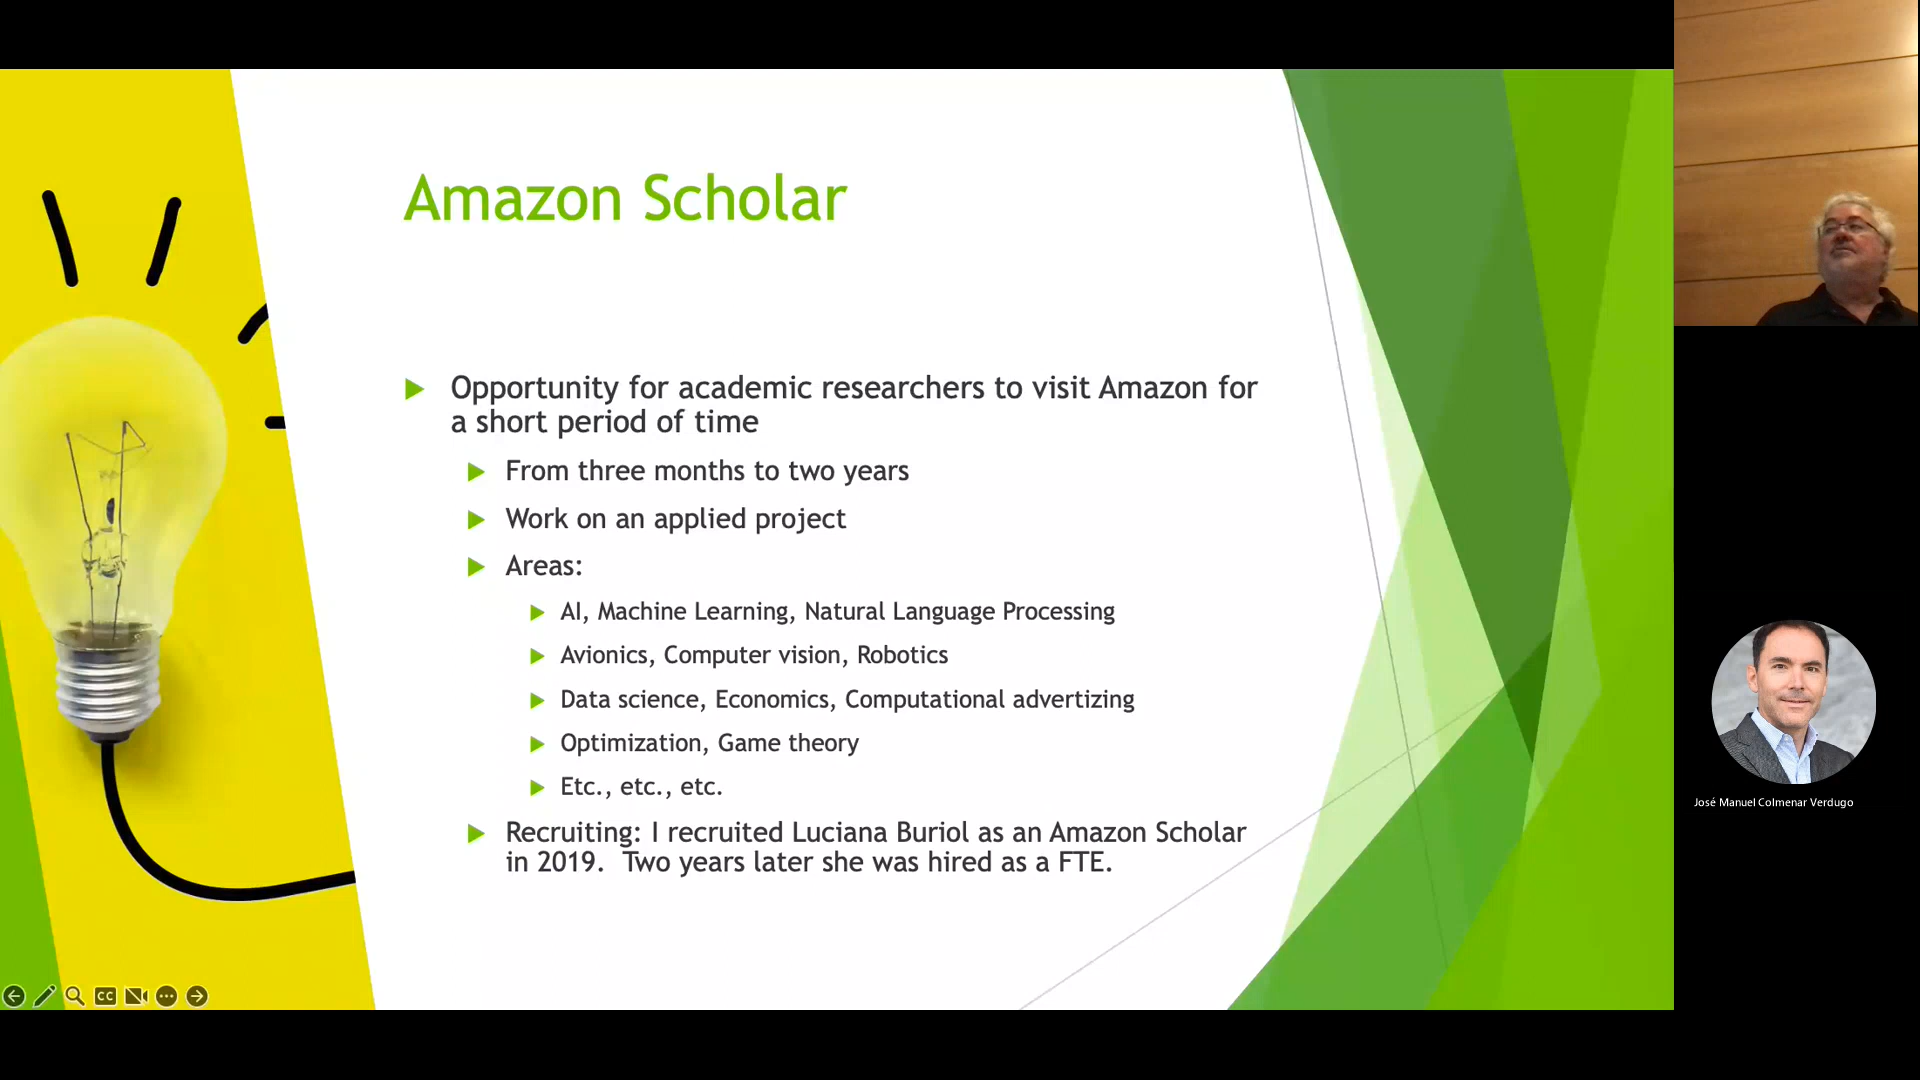 Amazon Scholar
Opportunity for academic researchers to visit Amazon for
a short period of time
From three months to two years
Work on an applied project
Areas:
AI, Machine Learning, Natural Language Processing
Avionics, Computer vision, Robotics
Data science, Economics, Computational advertizing
Optimization, Game theory
Etc., etc., etc.
Recruiting: I recruited Luciana Buriol as an Amazon Scholar
in 2019.  Two years later she was hired as a FTE.
CC
José Manuel Colmenar Verdugo